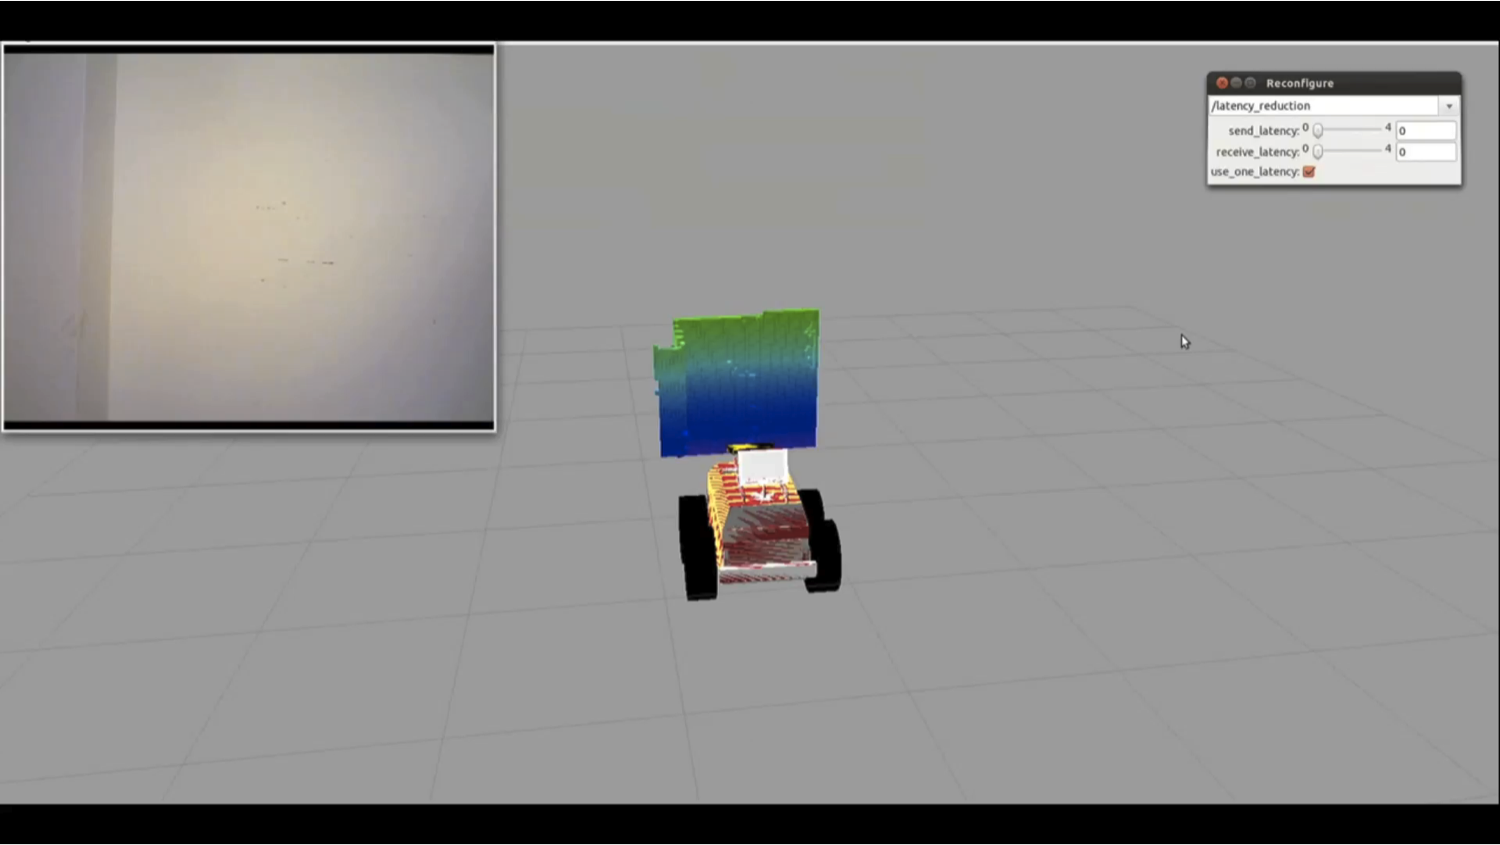 Reconfigure
/latency_reduction
send_latency: 0 4 0
receive_latency: 0 4 0
use_one_latency: